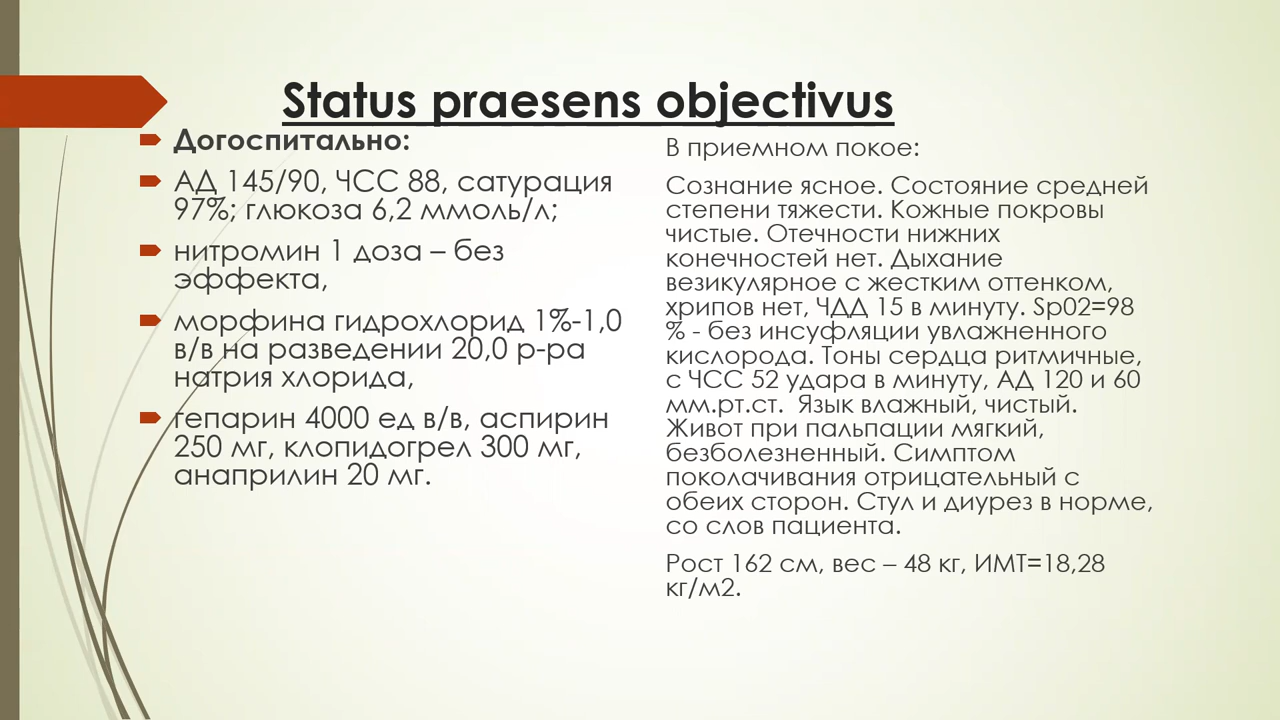 Status praesens objectivus
Догоспитально:
АД 145/90, ЧСС 88, сатурация
97%; глюкоза 6,2 ммоль/л;
нитромин 1 доза – без
эффекта,
морфина гидрохлорид 1%-1,0
в/в на разведении 20,0 р-ра
натрия хлорида,
гепарин 4000 ед в/в, аспирин
250 мг, клопидогрел 300 мг,
анаприлин 20 мг.
В приемном покое:
Сознание ясное. Состояние средней
степени тяжести. Кожные покровы
чистые. Отечности нижних
конечностей нет. Дыхание
везикулярное с жестким оттенком,
хрипов нет, ЧДД 15 в минуту. Sp02=98
% - без инсуфляции увлажненного
кислорода. Тоны сердца ритмичные,
с ЧСС 52 удара в минуту, АД 120 и 60
мм.рт.ст.  Язык влажный, чистый.
Живот при пальпации мягкий,
безболезненный. Симптом
поколачивания отрицательный с
обеих сторон. Стул и диурез в норме,
со слов пациента.
Рост 162 см, вес – 48 кг, ИМТ=18,28
кг/м2.